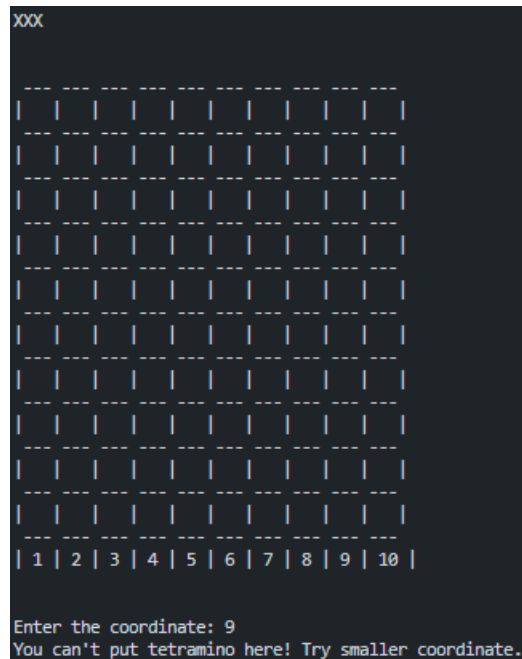 XXX
--- --- --- --- --- --- --- --- --- ---
|   |   |   |   |   |   |   |   |   |   |
--- --- --- --- --- --- --- --- --- ---
|   |   |   |   |   |   |   |   |   |   |
--- --- --- --- --- --- --- --- --- ---
|   |   |   |   |   |   |   |   |   |   |
--- --- --- --- --- --- --- --- --- ---
|   |   |   |   |   |   |   |   |   |   |
--- --- --- --- --- --- --- --- --- ---
|   |   |   |   |   |   |   |   |   |   |
--- --- --- --- --- --- --- --- --- ---
|   |   |   |   |   |   |   |   |   |   |
--- --- --- --- --- --- --- --- --- ---
|   |   |   |   |   |   |   |   |   |   |
--- --- --- --- --- --- --- --- --- ---
|   |   |   |   |   |   |   |   |   |   |
--- --- --- --- --- --- --- --- --- ---
|   |   |   |   |   |   |   |   |   |   |
--- --- --- --- --- --- --- --- --- ---
|   |   |   |   |   |   |   |   |   |   |
--- --- --- --- --- --- --- --- --- ---
| 1 | 2 | 3 | 4 | 5 | 6 | 7 | 8 | 9 | 10 |
Enter the coordinate: 9
You can't put tetramino here! Try smaller coordinate.